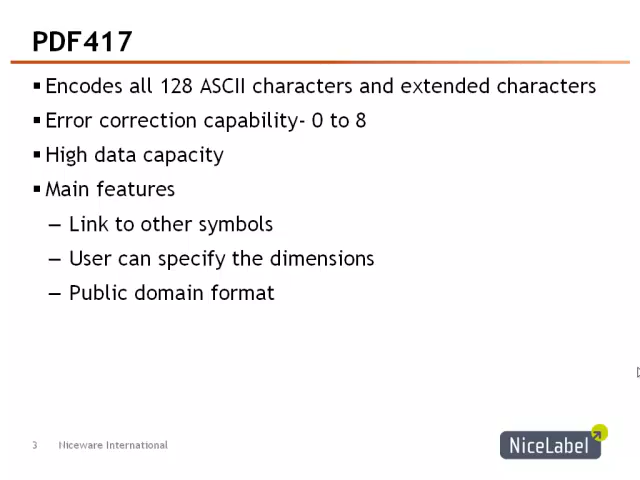 PDF417
▪ Encodes all 128 ASCII characters and extended characters
▪ Error correction capability- 0 to 8
▪ High data capacity
▪ Main features
– Link to other symbols
– User can specify the dimensions
– Public domain format
3 Niceware International
NiceLabel